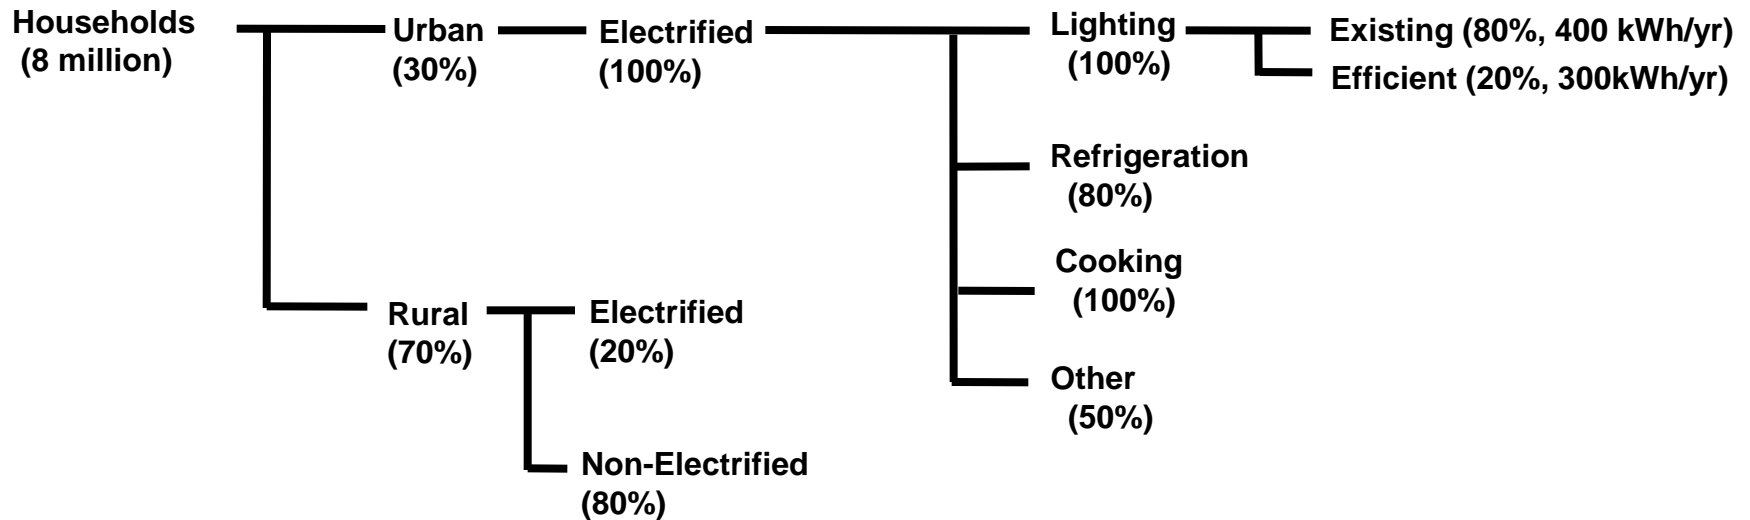 Households
(8 million)
Urban
(30%)
Electrified
(100%)
Lighting
(100%)
Existing (80%, 400 kWh/yr)
Efficient (20%, 300kWh/yr)
Refrigeration
(80%)
Cooking
(100%)
Other
(50%)
Rural
(70%)
Electrified
(20%)
Non-Electrified
(80%)